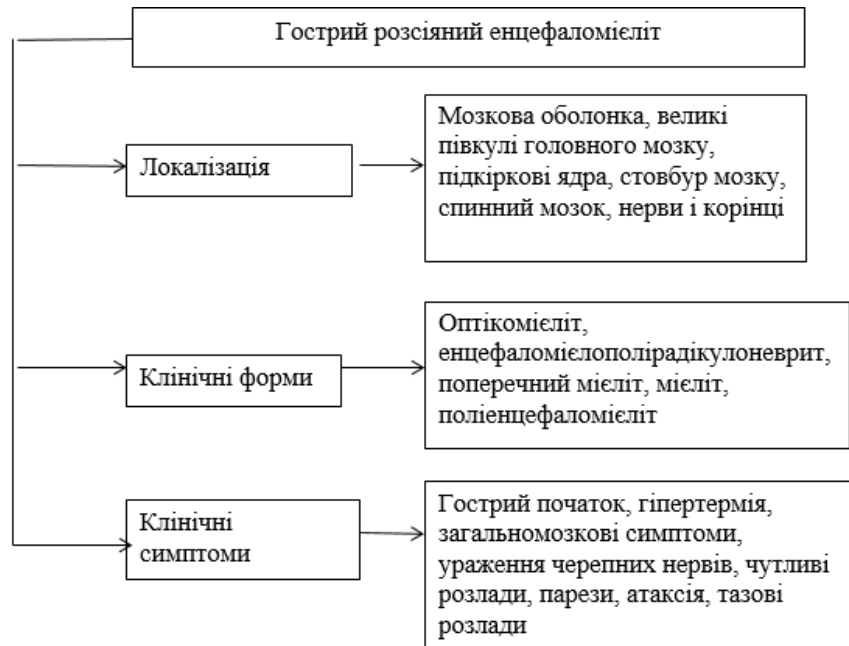 Гострий розсіяний енцефаломієліт
Локалізація
Мозкова оболонка, великі
півкулі головного мозку,
підкіркові ядра, стовбур мозку,
спинний мозок, нерви і корінці
Клінічні форми
Оптікомієліт,
енцефаломієлополірадікулоневрит,
поперечний мієліт, мієліт,
поліенцефаломієліт
Клінічні
симптоми
Гострий початок, гіпертермія,
загальномозкові симптоми,
ураження черепних нервів, чутливі
розлади, парези, атаксія, тазові
розлади